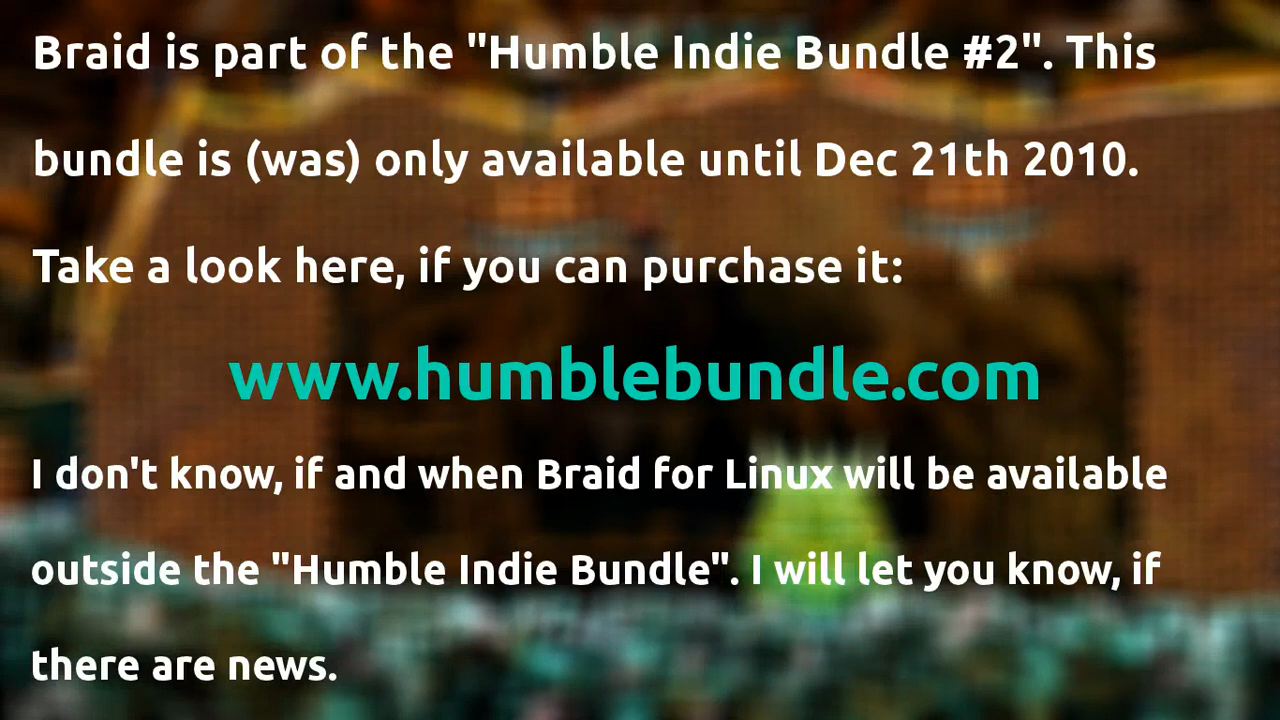 Braid is part of the "Humble Indie Bundle #2". This
bundle is (was) only available until Dec 21th 2010.
Take a look here, if you can purchase it:
www.humblebundle.com
I don't know, if and when Braid for Linux will be available
outside the "Humble Indie Bundle". I will let you know, if
there are news.